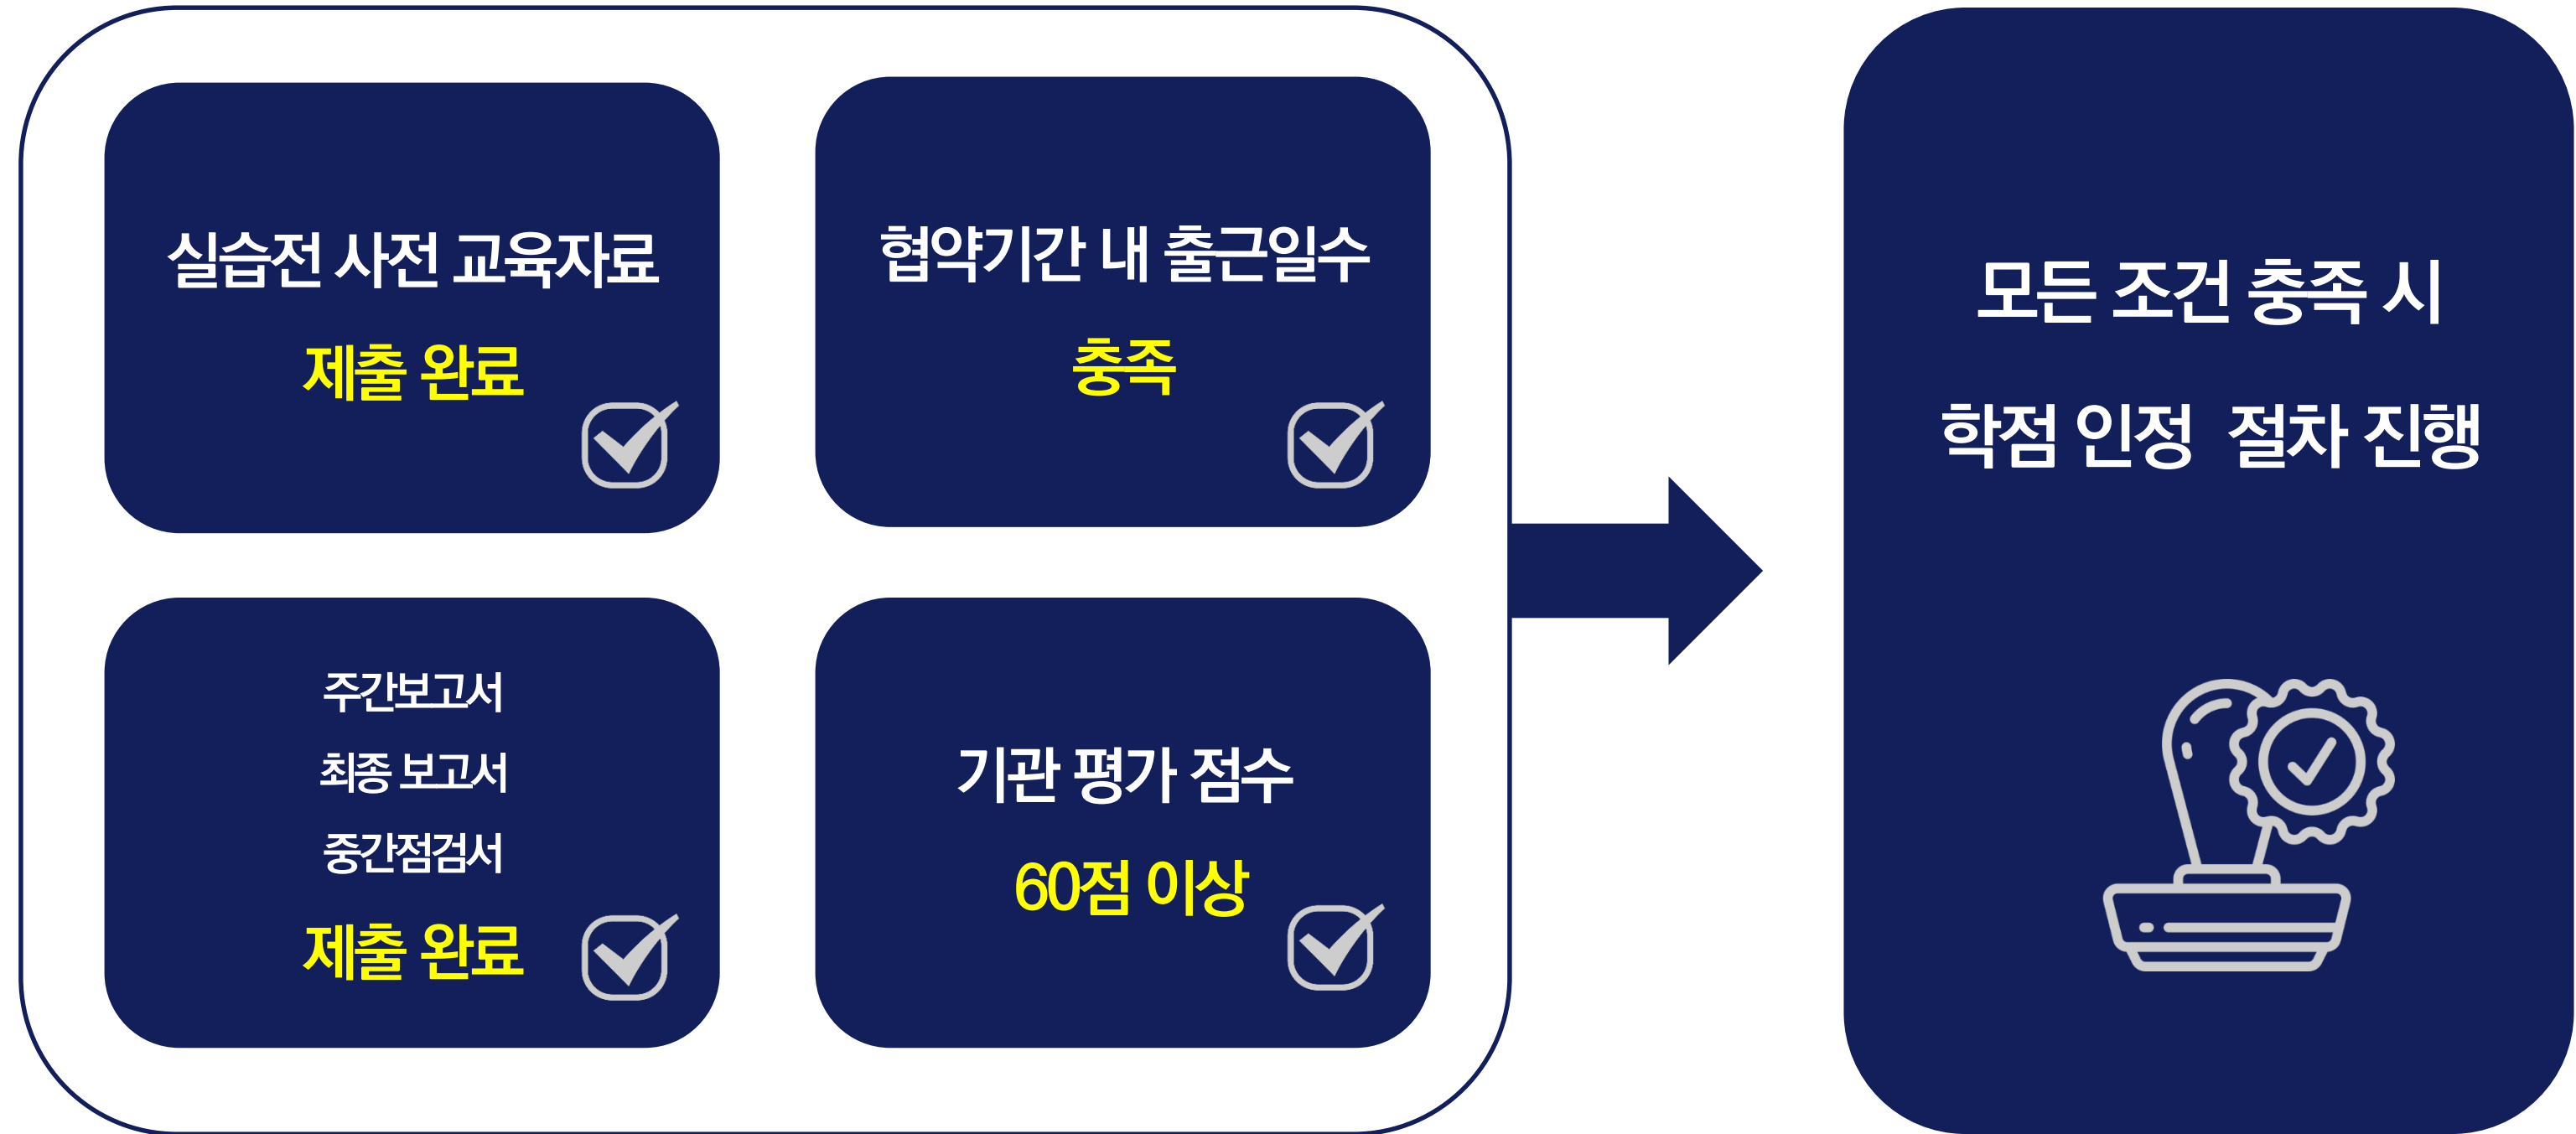 실습전 사전 교육자료
제출 완료
협약기간 내 출근일수
충족
주간보고서
최종 보고서
중간점검서
제출 완료
기관 평가 점수
60점 이상
모든 조건 충족 시
학점 인정 절차 진행